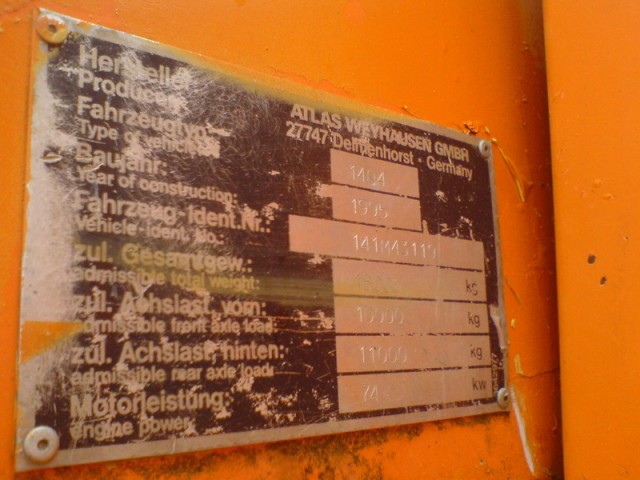 Hersteller
Producer:
ATLAS WEYHAUSEN GMBH
27747 Delmenhorst · Germany
Fahrzeugtyp:
Type of vehicle:
1404
Baujahr:
Year of construction:
1995
Fahrzeug-Ident.Nr.:
Vehicle-Ident. No.:
141M43119
zul. Gesamtgew.:
admissible total weight:
kg
zul. Achslast, vorn:
admissible front axle load:
10000 kg
zul. Achslast, hinten:
admissible rear axle load:
11000 kg
Motorleistung:
engine power
74 kw